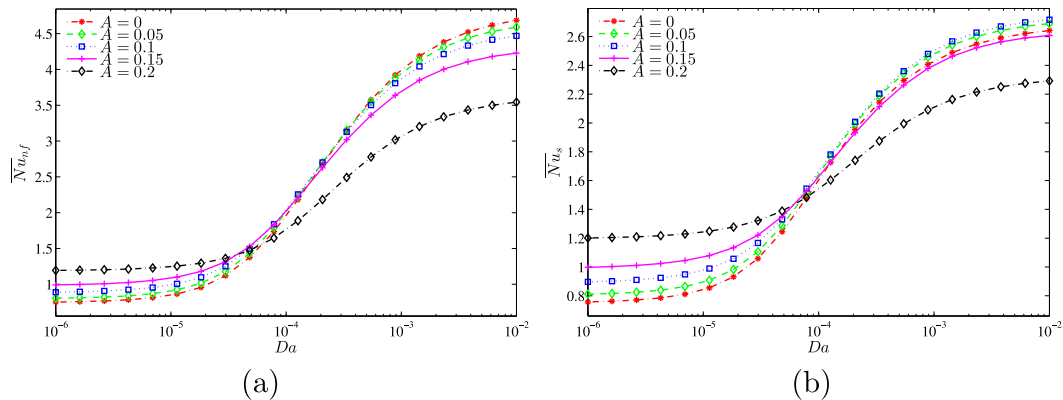 A = 0
A = 0.05
A = 0.1
A = 0.15
A = 0.2
4.5
4
3.5
3
2.5
2
1.5
1
\overline{Nu}_{nf}
10^{-6} 10^{-5} 10^{-4} 10^{-3} 10^{-2}
Da
(a)
A = 0
A = 0.05
A = 0.1
A = 0.15
A = 0.2
2.6
2.4
2.2
2
1.8
1.6
1.4
1.2
1
0.8
\overline{Nu}_{s}
10^{-6} 10^{-5} 10^{-4} 10^{-3} 10^{-2}
Da
(b)